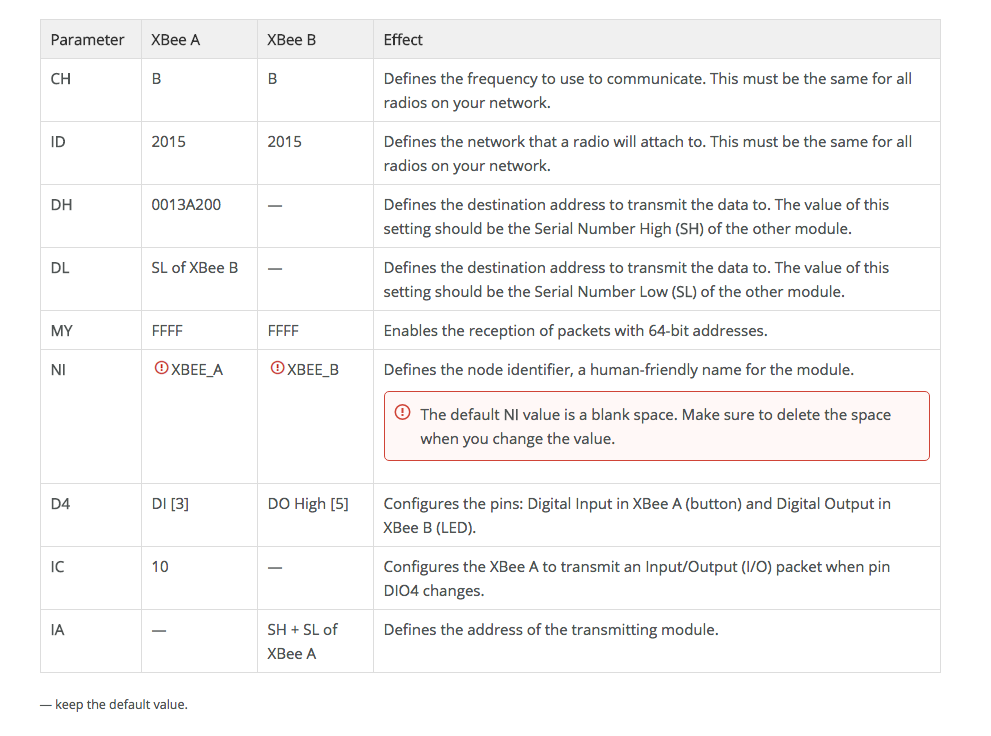 Parameter XBee A XBee B Effect
CH B B Defines the frequency to use to communicate. This must be the same for all
radios on your network.
ID 2015 2015 Defines the network that a radio will attach to. This must be the same for all
radios on your network.
DH 0013A200 — Defines the destination address to transmit the data to. The value of this
setting should be the Serial Number High (SH) of the other module.
DL SL of XBee B — Defines the destination address to transmit the data to. The value of this
setting should be the Serial Number Low (SL) of the other module.
MY FFFF FFFF Enables the reception of packets with 64-bit addresses.
NI XBEE_A XBEE_B Defines the node identifier, a human-friendly name for the module.
The default NI value is a blank space. Make sure to delete the space
when you change the value.
D4 DI [3] DO High [5] Configures the pins: Digital Input in XBee A (button) and Digital Output in
XBee B (LED).
IC 10 — Configures the XBee A to transmit an Input/Output (I/O) packet when pin
DIO4 changes.
IA — SH + SL of Defines the address of the transmitting module.
XBee A
— keep the default value.